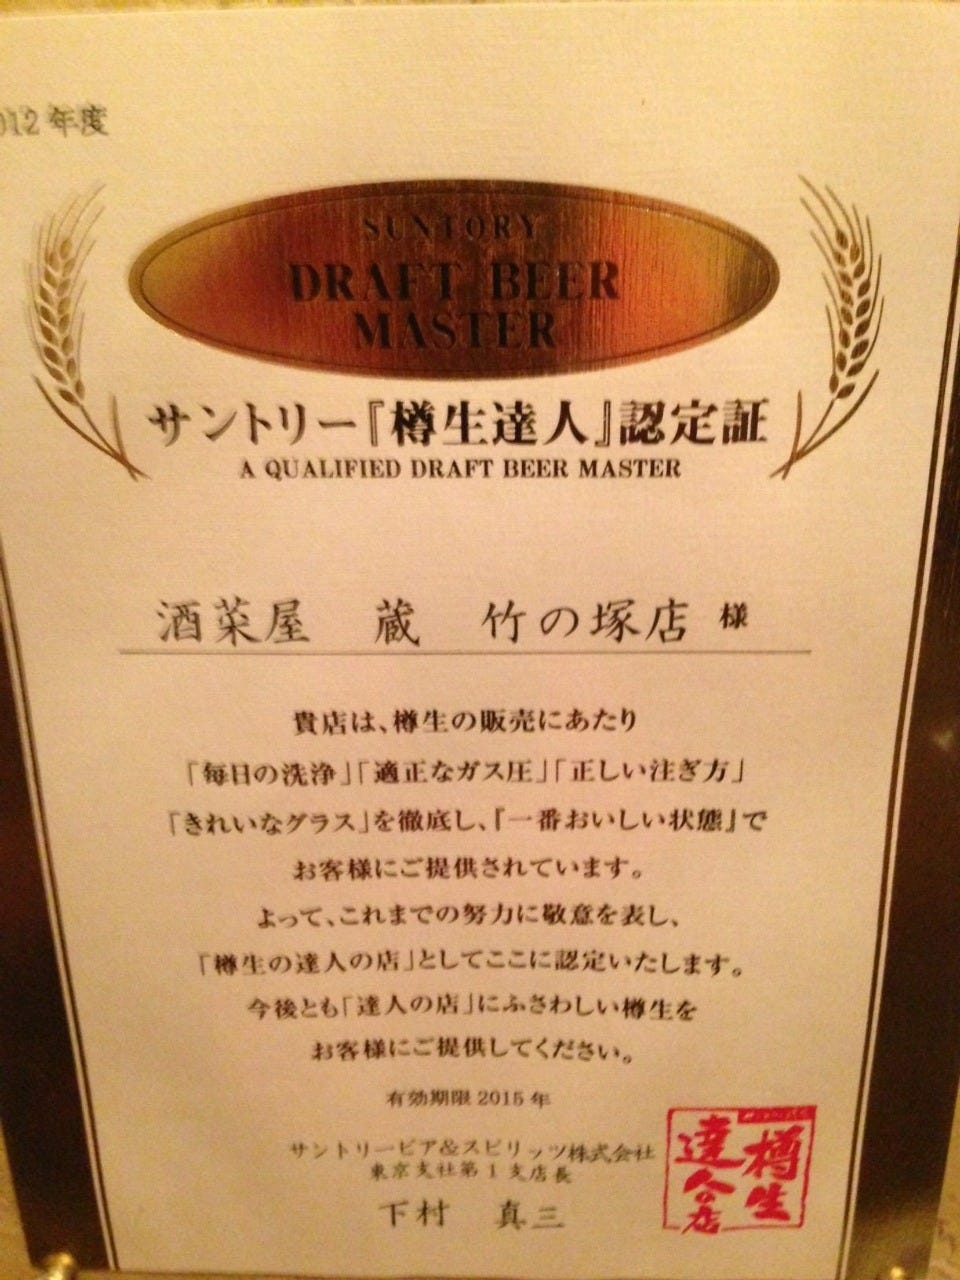 012年度
SUNTORY
DRAFT BEER
MASTER
サントリー『樽生達人』認定証
A QUALIFIED DRAFT BEER MASTER
酒菜屋 蔵 竹の塚店 様
貴店は、樽生の販売にあたり
「毎日の洗浄」「適正なガス圧」「正しい注ぎ方」
「きれいなグラス」を徹底し、『一番おいしい状態』で
お客様にご提供されています。
よって、これまでの努力に敬意を表し、
「樽生の達人の店」としてここに認定いたします。
今後とも「達人の店」にふさわしい樽生を
お客様にご提供してください。
有効期限2015年
サントリービア&スピリッツ株式会社
東京支社第1支店長
下村 真三
樽生
達人の店